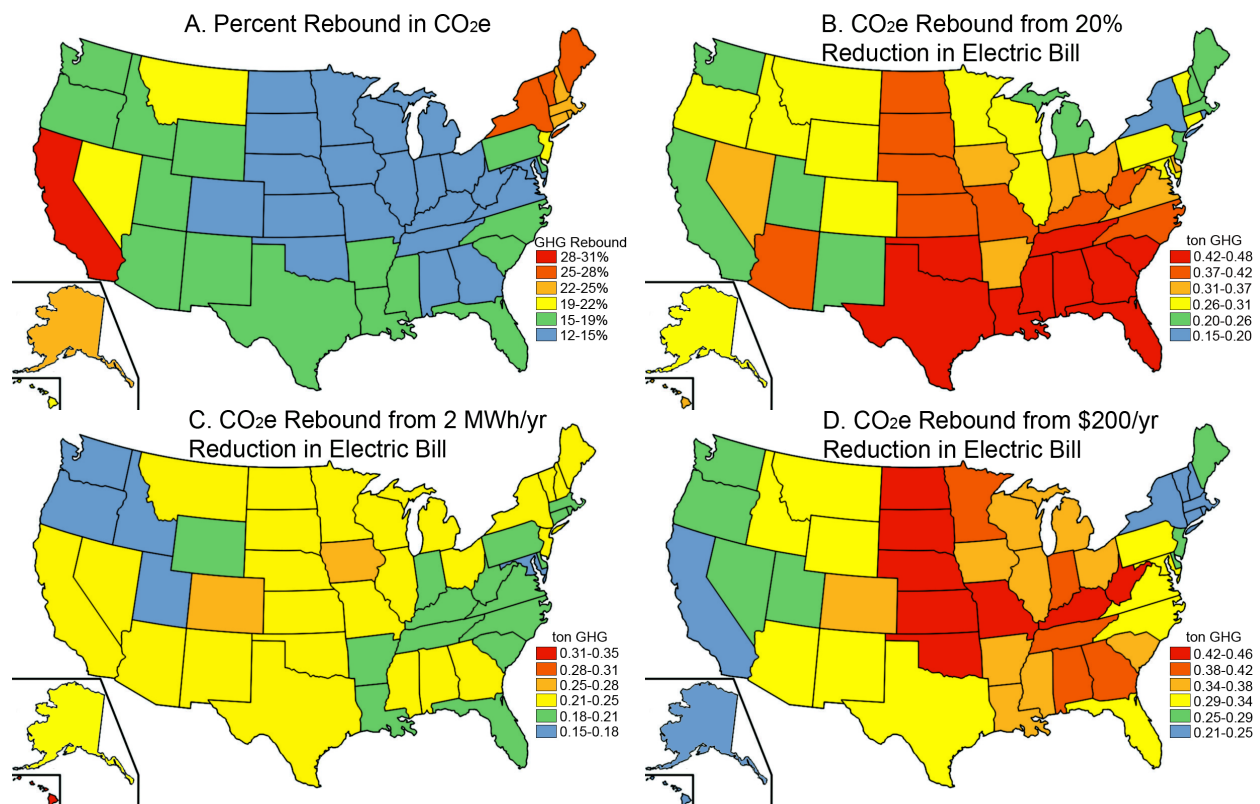 A. Percent Rebound in CO2e
GHG Rebound
28-31%
25-28%
22-25%
19-22%
15-19%
12-15%
B. CO2e Rebound from 20%
Reduction in Electric Bill
ton GHG
0.42-0.48
0.37-0.42
0.31-0.37
0.26-0.31
0.20-0.26
0.15-0.20
C. CO2e Rebound from 2 MWh/yr
Reduction in Electric Bill
ton GHG
0.31-0.35
0.28-0.31
0.25-0.28
0.21-0.25
0.18-0.21
0.15-0.18
D. CO2e Rebound from $200/yr
Reduction in Electric Bill
ton GHG
0.42-0.46
0.38-0.42
0.34-0.38
0.29-0.34
0.25-0.29
0.21-0.25